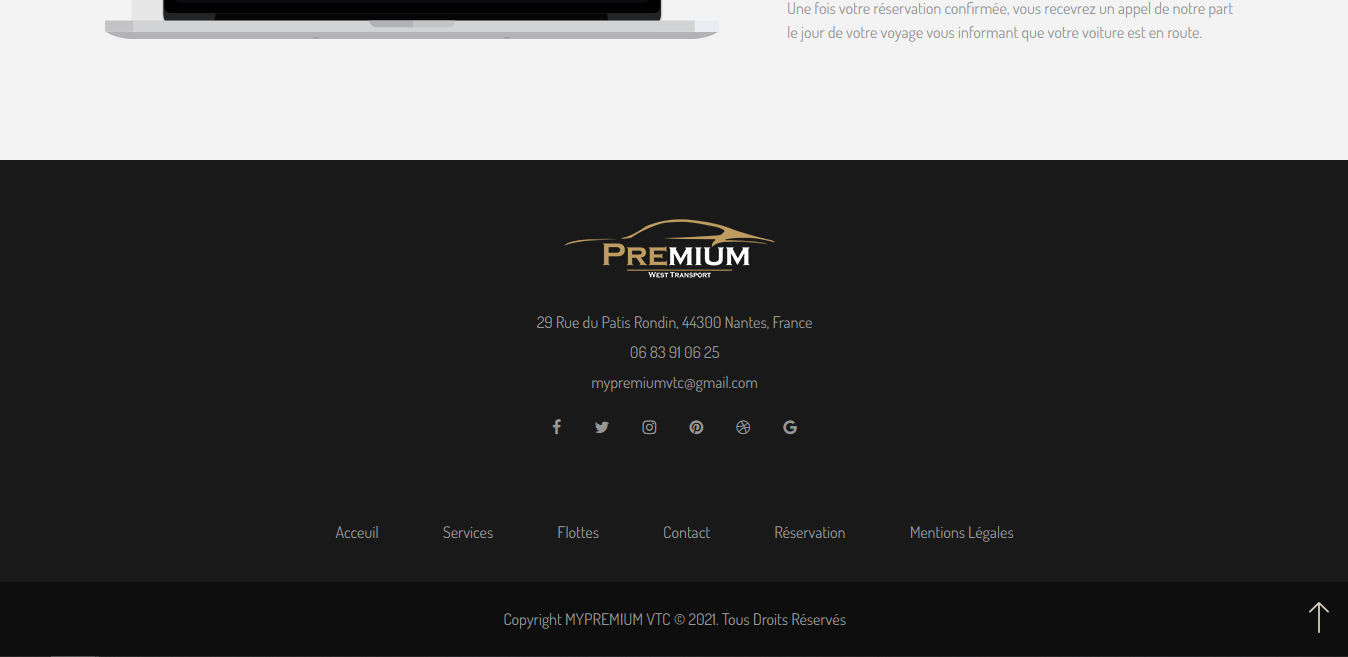 Une fois votre réservation confirmée, vous recevrez un appel de notre part
le jour de votre voyage vous informant que votre voiture est en route.
PREMIUM
WEST TRANSPORT
29 Rue du Patis Rondin, 44300 Nantes, France
06 83 91 06 25
mypremiumvtc@gmail.com
Acceuil Services Flottes Contact Réservation Mentions Légales
Copyright MYPREMIUM VTC © 2021. Tous Droits Réservés